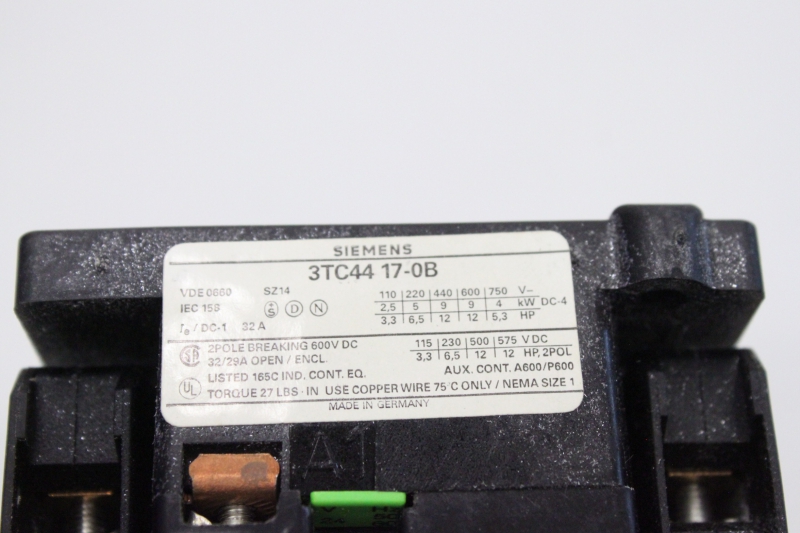 SIEMENS
3TC44 17-0B
VDE 0660 SZ14 110 220 440 600 750 V–
IEC 158 S D N 2,5 5 9 9 4 kW DC-4
Ie / DC-1 32 A 3,3 6,5 12 12 5,3 HP
SA 2POLE BREAKING 600V DC 115 230 500 575 V DC
32/29A OPEN / ENCL. 3,3 6,5 12 12 HP, 2POL
UL LISTED 165C IND. CONT. EQ. AUX. CONT. A600/P600
TORQUE 27 LBS · IN USE COPPER WIRE 75°C ONLY / NEMA SIZE 1
MADE IN GERMANY
A1